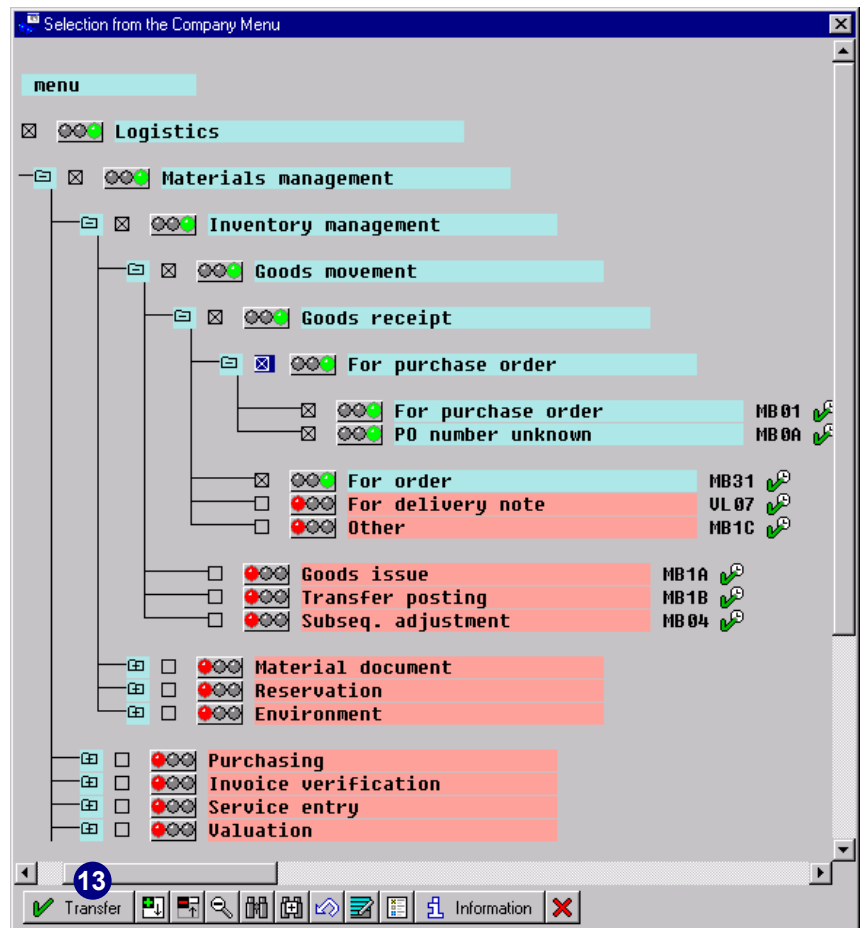 Selection from the Company Menu
menu
Logistics
Materials management
Inventory management
Goods movement
Goods receipt
For purchase order
For purchase order MB01
PO number unknown MB0A
For order MB31
For delivery note VL07
Other MB1C
Goods issue MB1A
Transfer posting MB1B
Subseq. adjustment MB04
Material document
Reservation
Environment
Purchasing
Invoice verification
Service entry
Valuation
13
Transfer Information